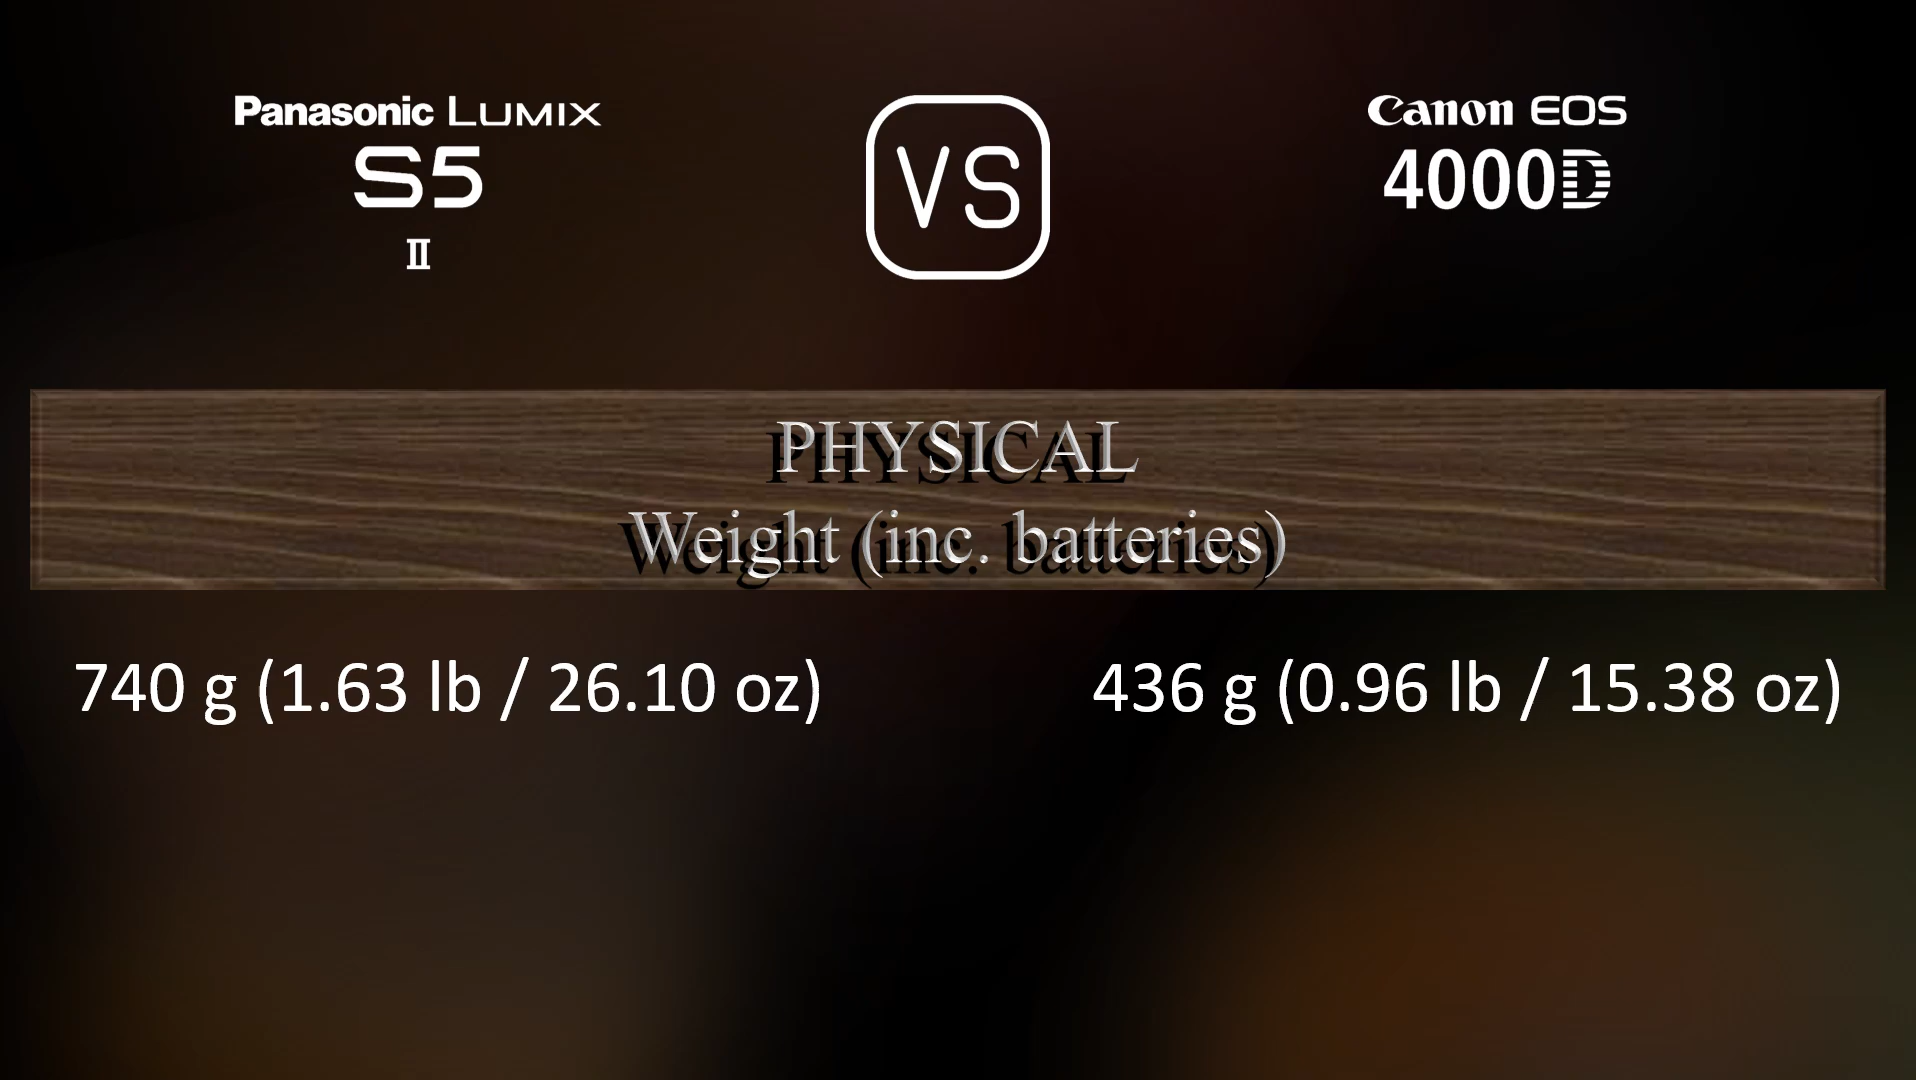 Panasonic LUMIX
S5
II
VS
Canon EOS
4000D
PHYSICAL
Weight (inc. batteries)
740 g (1.63 lb / 26.10 oz)
436 g (0.96 lb / 15.38 oz)